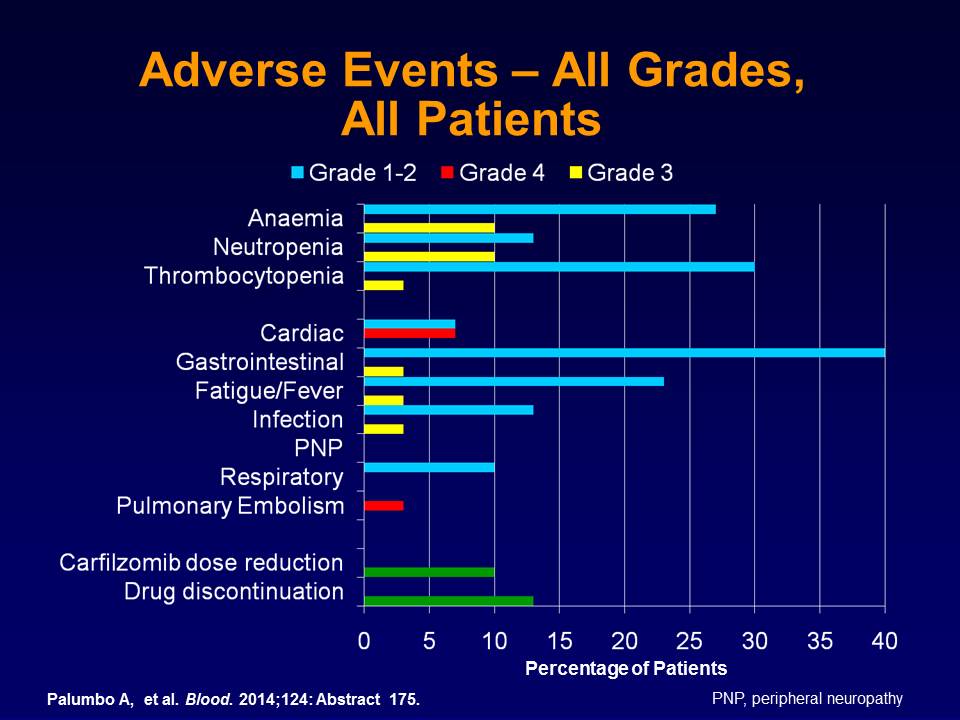 Adverse Events – All Grades,
All Patients
Grade 1-2 Grade 4 Grade 3
Anaemia
Neutropenia
Thrombocytopenia
Cardiac
Gastrointestinal
Fatigue/Fever
Infection
PNP
Respiratory
Pulmonary Embolism
Carfilzomib dose reduction
Drug discontinuation
0 5 10 15 20 25 30 35 40
Percentage of Patients
Palumbo A, et al. Blood. 2014;124: Abstract 175.
PNP, peripheral neuropathy